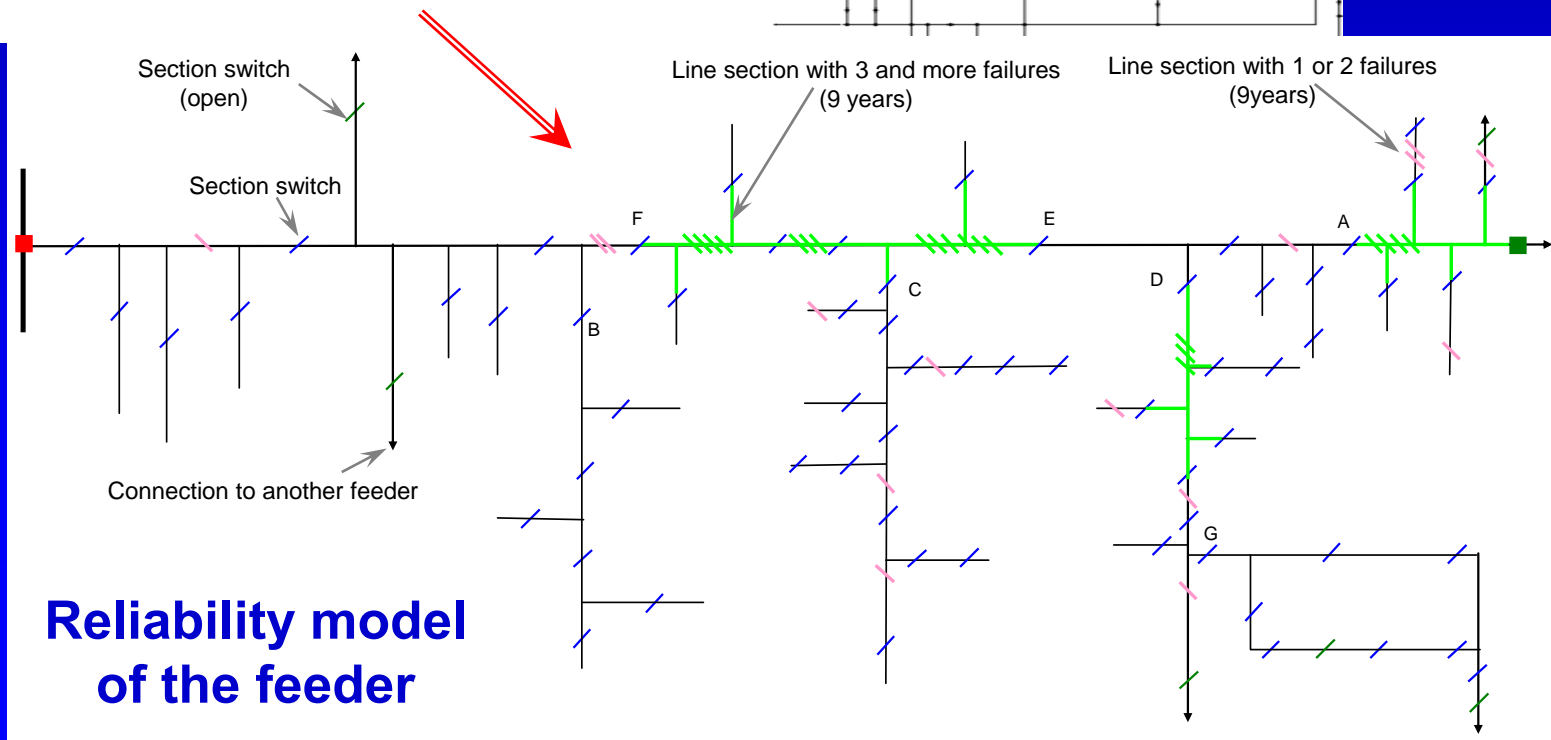 Section switch
(open)
Line section with 3 and more failures
(9 years)
Line section with 1 or 2 failures
(9years)
Section switch
F
E
A
C
D
B
Connection to another feeder
G
Reliability model
of the feeder